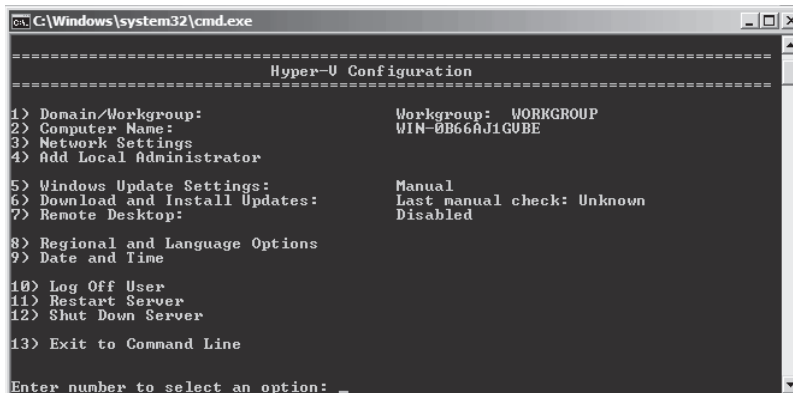 C:\Windows\system32\cmd.exe
===============================================================================
Hyper-V Configuration
===============================================================================
1) Domain/Workgroup: Workgroup: WORKGROUP
2) Computer Name: WIN-0B66AJ1GVBE
3) Network Settings
4) Add Local Administrator
5) Windows Update Settings: Manual
6) Download and Install Updates: Last manual check: Unknown
7) Remote Desktop: Disabled
8) Regional and Language Options
9) Date and Time
10) Log Off User
11) Restart Server
12) Shut Down Server
13) Exit to Command Line
Enter number to select an option: _